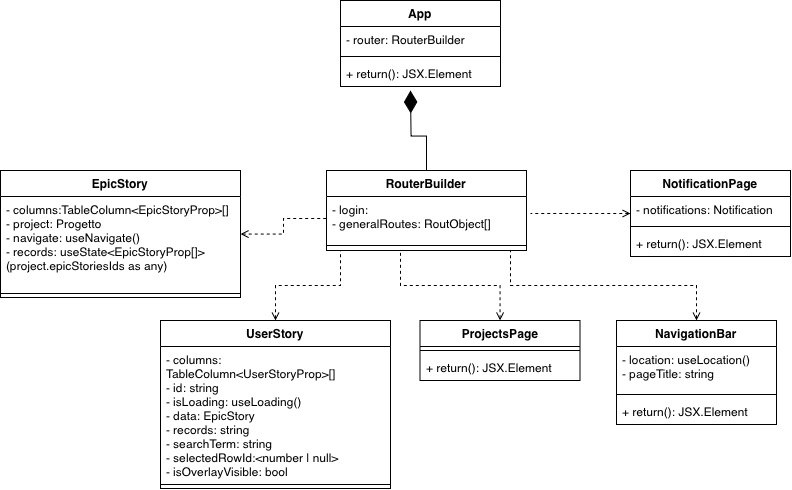 App
- router: RouterBuilder
+ return(): JSX.Element
EpicStory
- columns:TableColumn<EpicStoryProp>[]
- project: Progetto
- navigate: useNavigate()
- records: useState<EpicStoryProp[]>
(project.epicStoriesIds as any)
RouterBuilder
- login:
- generalRoutes: RoutObject[]
NotificationPage
- notifications: Notification
+ return(): JSX.Element
UserStory
- columns:
TableColumn<UserStoryProp>[]
- id: string
- isLoading: useLoading()
- data: EpicStory
- records: string
- searchTerm: string
- selectedRowId:<number | null>
- isOverlayVisible: bool
ProjectsPage
+ return(): JSX.Element
NavigationBar
- location: useLocation()
- pageTitle: string
+ return(): JSX.Element